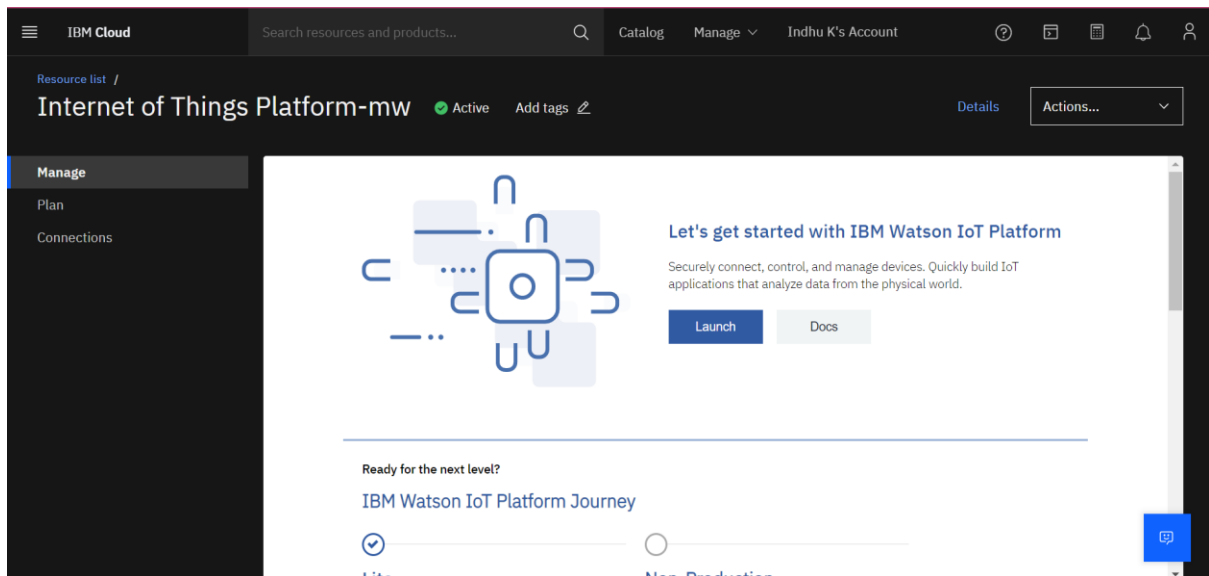 IBM Cloud
Search resources and products...
Catalog
Manage
Indhu K's Account
Resource list /
Internet of Things Platform-mw
Active
Add tags
Details
Actions...
Manage
Plan
Connections
Let's get started with IBM Watson IoT Platform
Securely connect, control, and manage devices. Quickly build IoT
applications that analyze data from the physical world.
Launch
Docs
Ready for the next level?
IBM Watson IoT Platform Journey
Lite
Non-Production